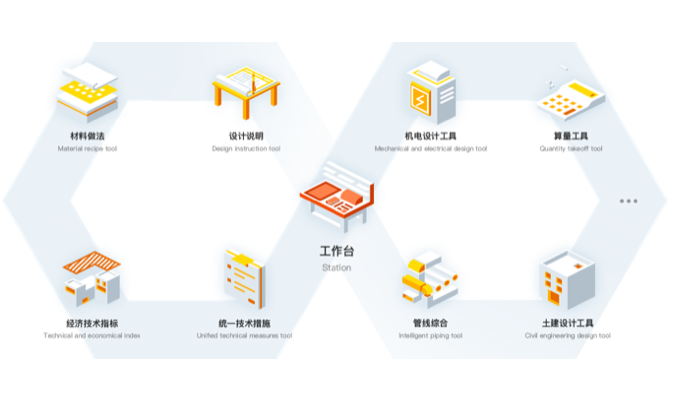 材料做法
Material recipe tool
设计说明
Design instruction tool
机电设计工具
Mechanical and electrical design tool
算量工具
Quantity takeoff tool
工作台
Station
经济技术指标
Technical and economical index
统一技术措施
Unified technical measures tool
管线综合
Intelligent piping tool
土建设计工具
Civil engineering design tool